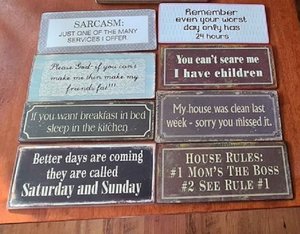 SARCASM:
JUST ONE OF THE MANY
SERVICES I OFFER
Remember
even your worst
day only has
24 hours
Please God-if you can't
make me thin make my
friends fat!!!
You can't scare me
I have children
If you want breakfast in bed
sleep in the kitchen
My house was clean last
week - sorry you missed it.
Better days are coming
they are called
Saturday and Sunday
HOUSE RULES:
#1 MOM'S THE BOSS
#2 SEE RULE #1